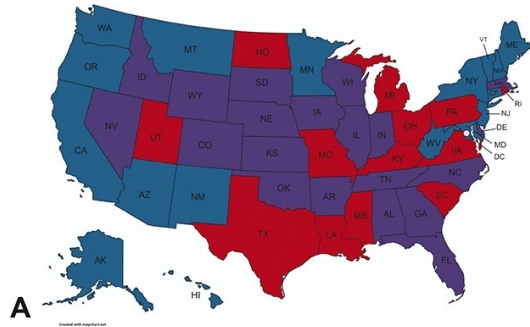 WA
MT
ND
MN
OR
ID
SD
WI
MI
VT
ME
NH
NY
MA
CT
RI
WY
IA
NE
NV
UT
CO
CA
IL
IN
OH
PA
NJ
DE
MD
DC
WV
VA
KS
MO
KY
NC
TN
SC
AZ
NM
OK
AR
MS
AL
GA
TX
LA
FL
AK
HI
A
Created with mapchart.net